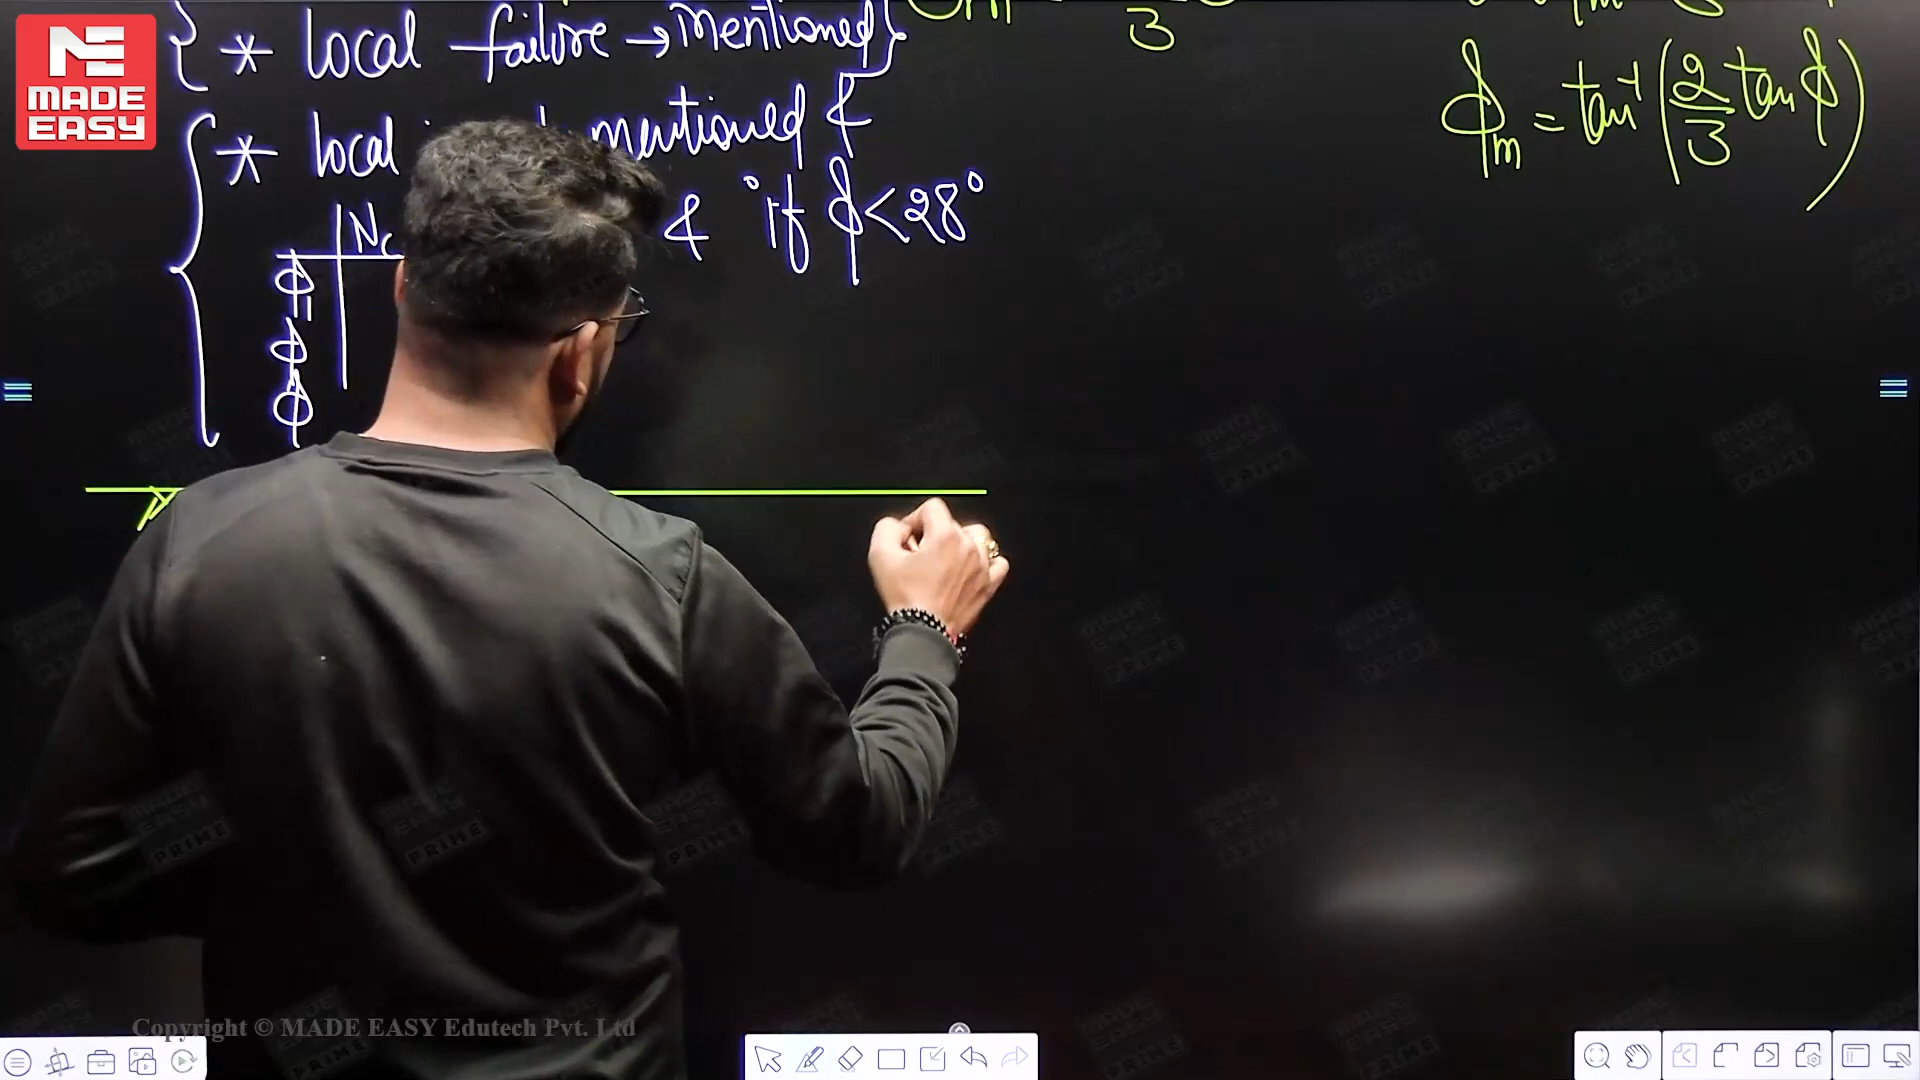 MADE EASY
* local failure → Mentioned
* local mentioned &
& if ϕ < 28°
Nc
ϕ
ϕ
ϕ
3
ϕm = tan⁻¹ (2/3 tan ϕ)
Copyright © MADE EASY Edutech Pvt. Ltd